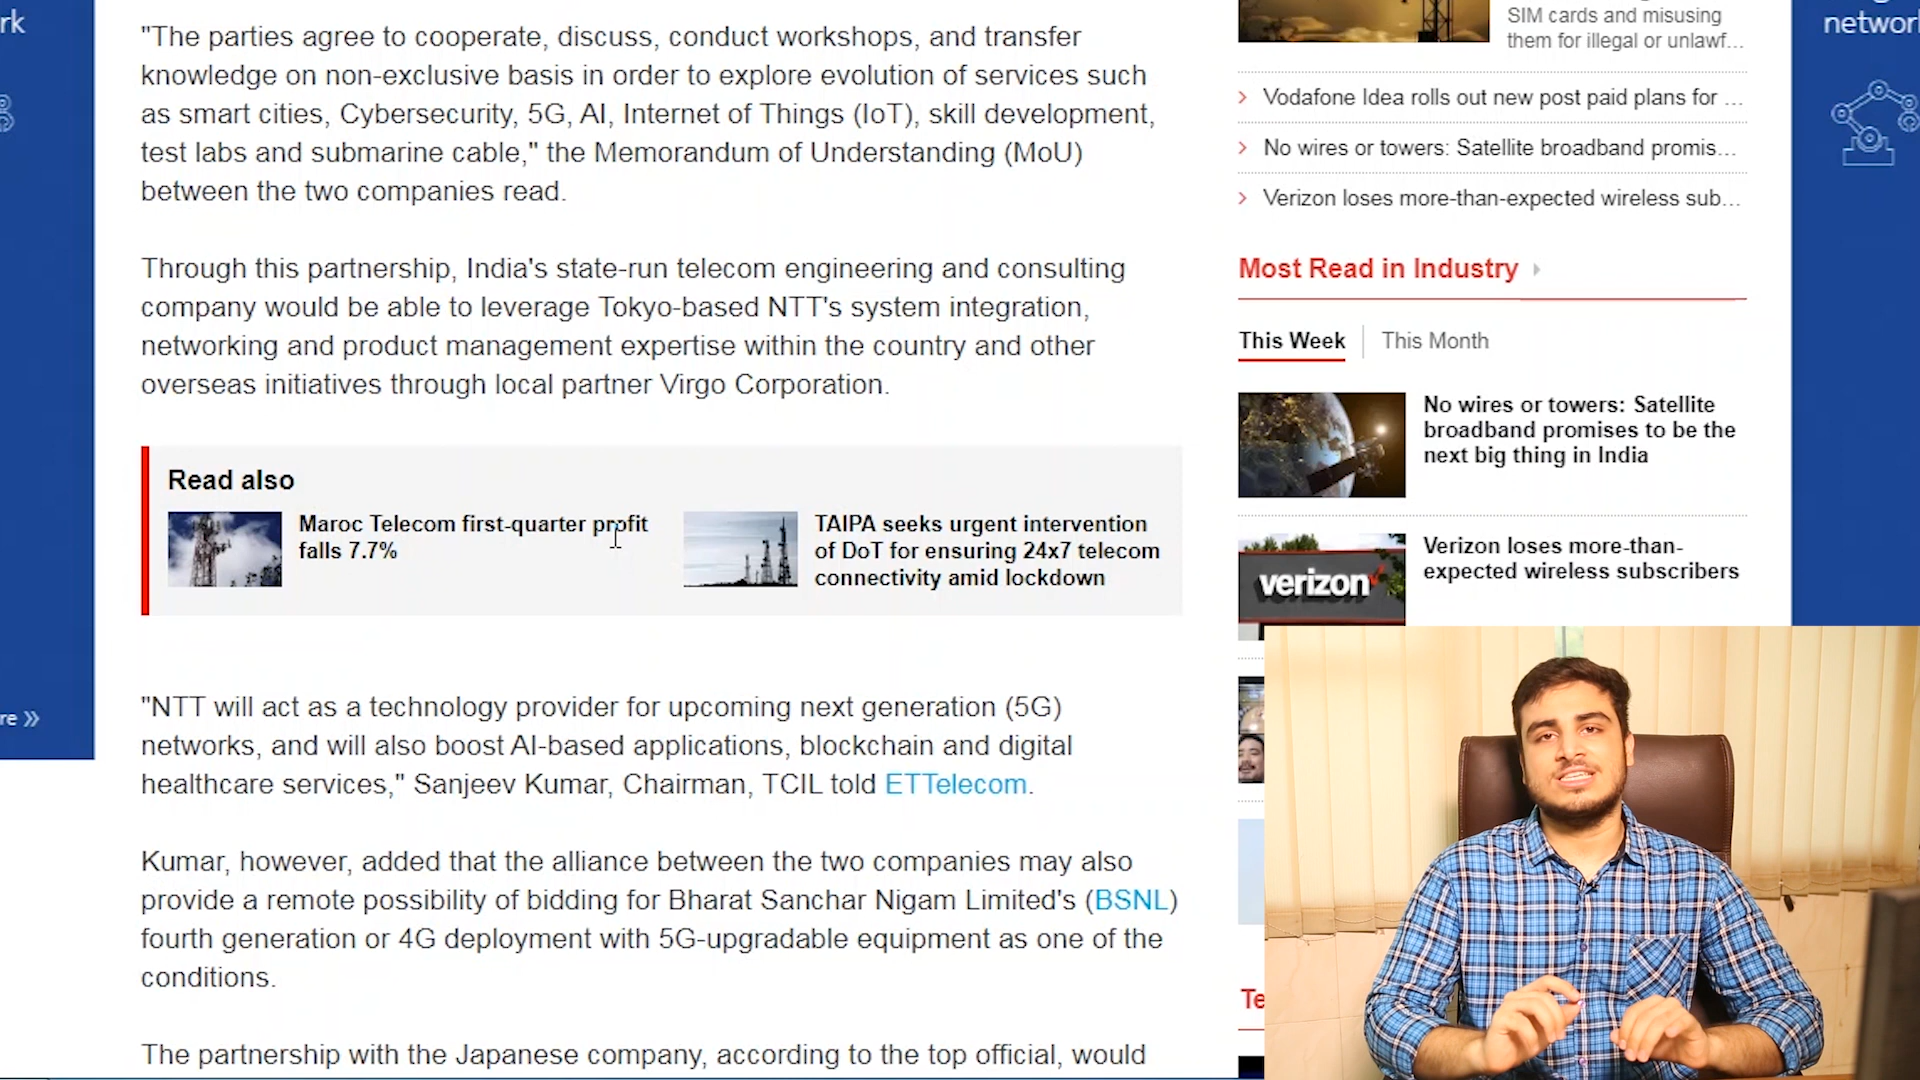 rk
"The parties agree to cooperate, discuss, conduct workshops, and transfer
knowledge on non-exclusive basis in order to explore evolution of services such
as smart cities, Cybersecurity, 5G, AI, Internet of Things (IoT), skill development,
test labs and submarine cable," the Memorandum of Understanding (MoU)
between the two companies read.
Through this partnership, India's state-run telecom engineering and consulting
company would be able to leverage Tokyo-based NTT's system integration,
networking and product management expertise within the country and other
overseas initiatives through local partner Virgo Corporation.
Read also
Maroc Telecom first-quarter profit
falls 7.7%
TAIPA seeks urgent intervention
of DoT for ensuring 24x7 telecom
connectivity amid lockdown
re »
"NTT will act as a technology provider for upcoming next generation (5G)
networks, and will also boost AI-based applications, blockchain and digital
healthcare services," Sanjeev Kumar, Chairman, TCIL told ETTelecom.
Kumar, however, added that the alliance between the two companies may also
provide a remote possibility of bidding for Bharat Sanchar Nigam Limited's (BSNL)
fourth generation or 4G deployment with 5G-upgradable equipment as one of the
conditions.
The partnership with the Japanese company, according to the top official, would
SIM cards and misusing
them for illegal or unlawf...
Vodafone Idea rolls out new post paid plans for ...
No wires or towers: Satellite broadband promis...
Verizon loses more-than-expected wireless sub...
Most Read in Industry
This Week
This Month
No wires or towers: Satellite
broadband promises to be the
next big thing in India
verizon
Verizon loses more-than-
expected wireless subscribers
Te
networ